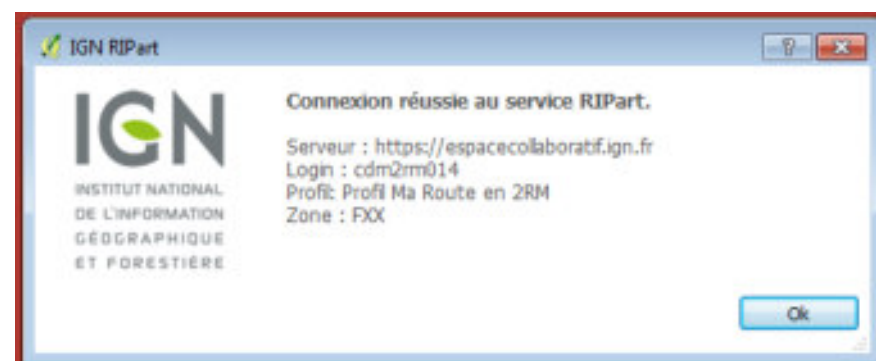 IGN RIPart
IGN
INSTITUT NATIONAL
DE L'INFORMATION
GÉOGRAPHIQUE
ET FORESTIÈRE
Connexion réussie au service RIPart.
Serveur : https://espacecollaboratif.ign.fr
Login : cdm2rm014
Profil: Profil Ma Route en 2RM
Zone : FXX
Ok